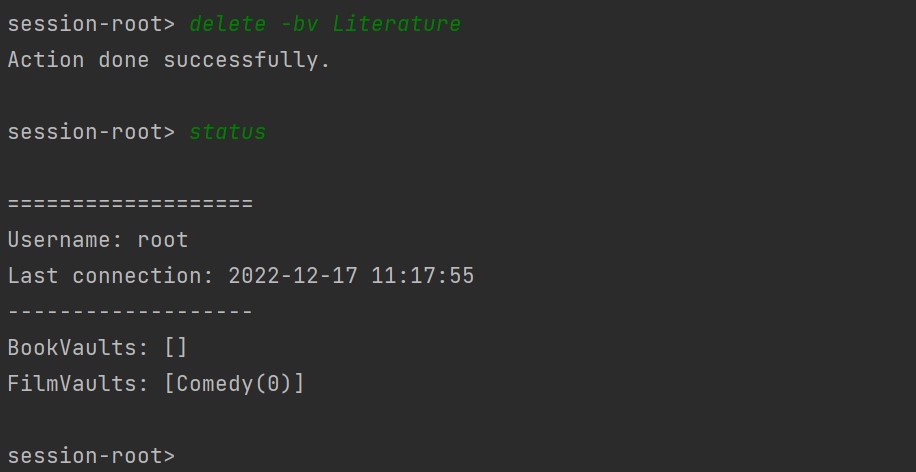 session-root> delete -bv Literature
Action done successfully.
session-root> status
===================
Username: root
Last connection: 2022-12-17 11:17:55
-------------------
BookVaults: []
FilmVaults: [Comedy(0)]
session-root>